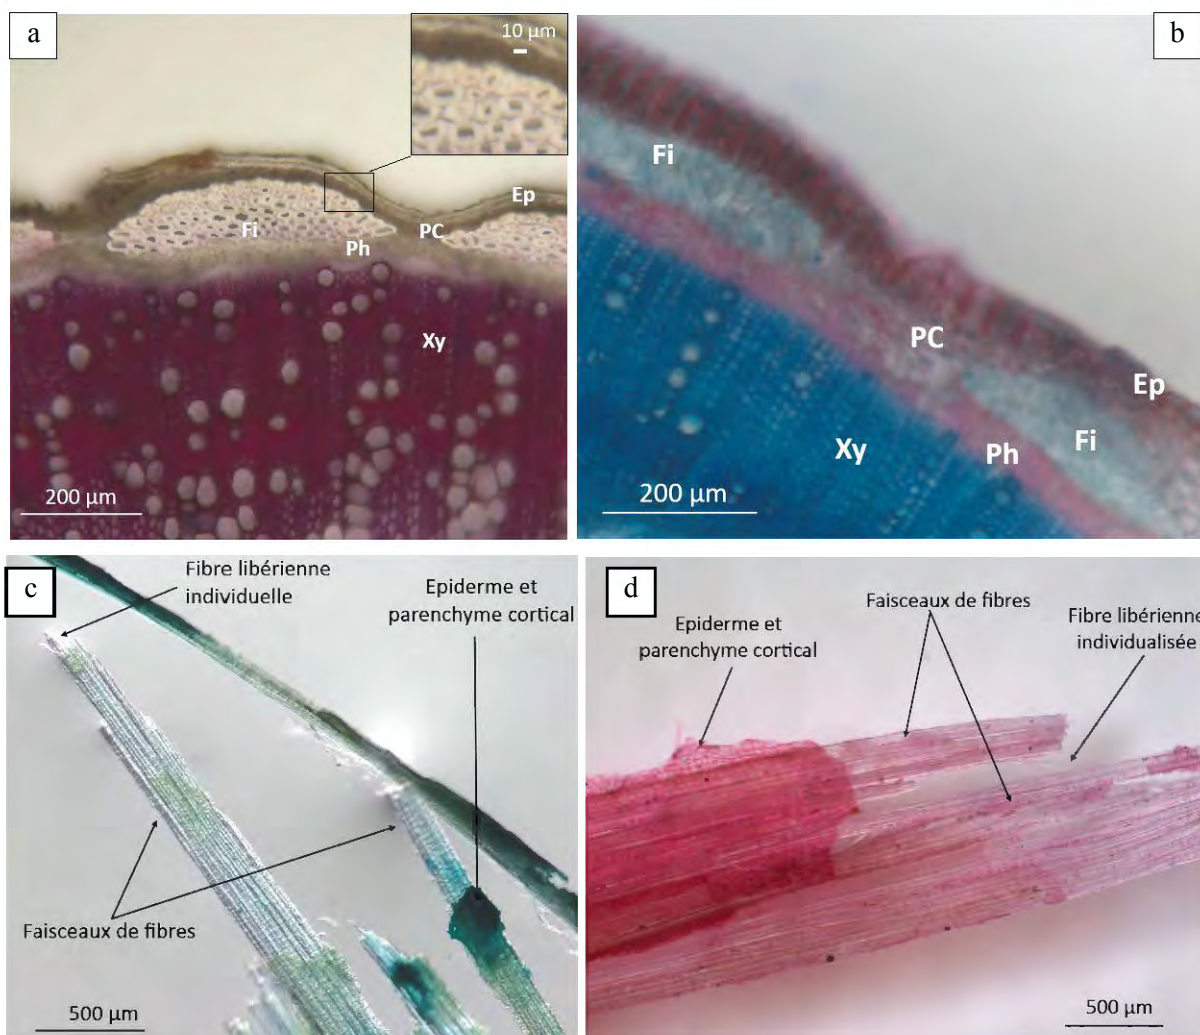 a
10 µm
Ep
Fi
PC
Ph
Xy
200 µm
b
Fi
PC
Ep
Fi
Xy
Ph
200 µm
c
Fibre libérienne
individuelle
Epiderme et
parenchyme cortical
Faisceaux de fibres
500 µm
d
Faisceaux de fibres
Epiderme et
parenchyme cortical
Fibre libérienne
individualisée
500 µm